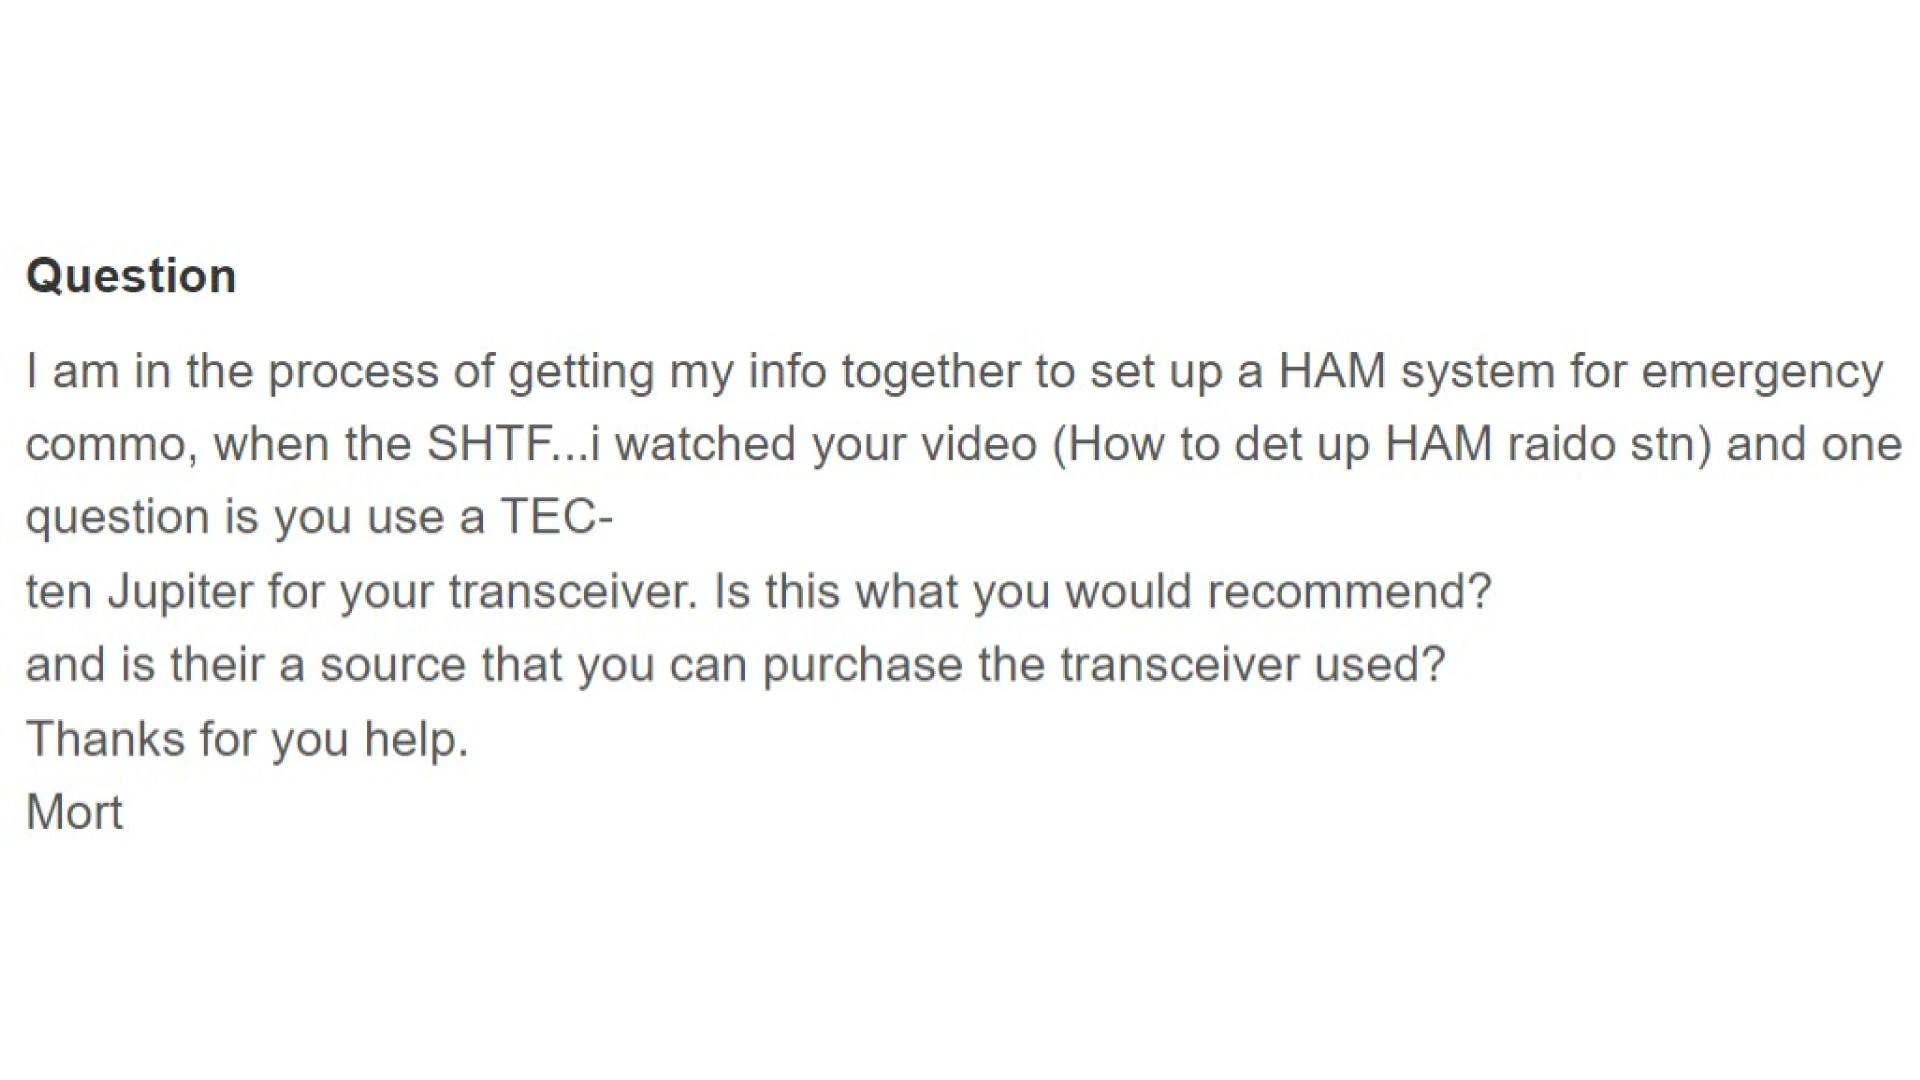 Question
I am in the process of getting my info together to set up a HAM system for emergency
commo, when the SHTF...i watched your video (How to det up HAM raido stn) and one
question is you use a TEC-
ten Jupiter for your transceiver. Is this what you would recommend?
and is their a source that you can purchase the transceiver used?
Thanks for you help.
Mort